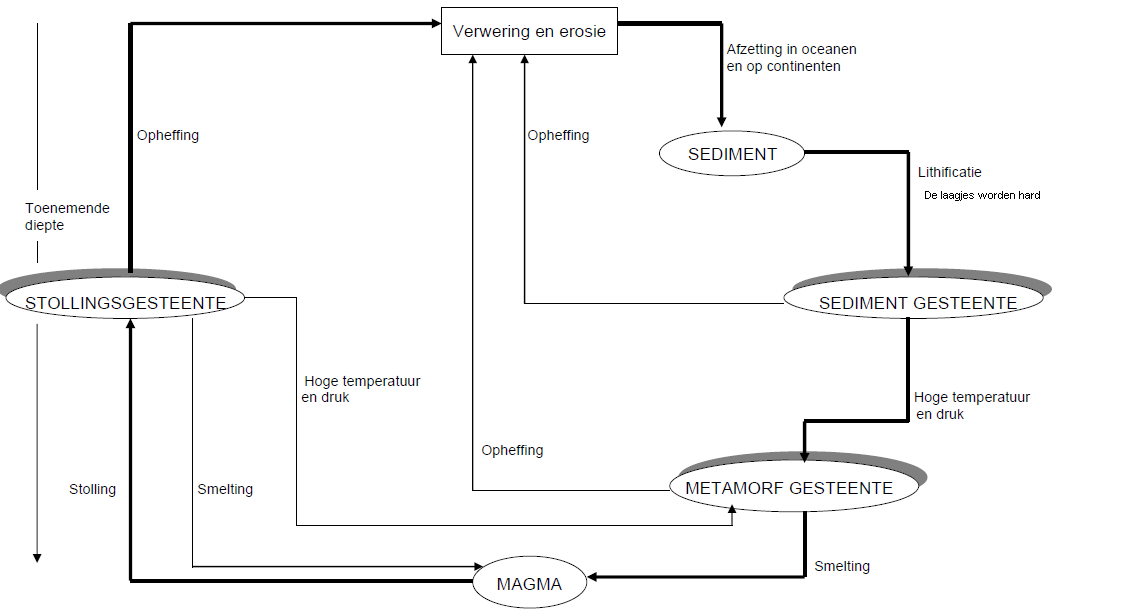 Verwering en erosie
Afzetting in oceanen
en op continenten
Opheffing
Opheffing
SEDIMENT
Lithificatie
De laagjes worden hard
Toenemende
diepte
STOLLINGSGESTEENTE
SEDIMENT GESTEENTE
Hoge temperatuur
en druk
Hoge temperatuur
en druk
Opheffing
Stolling
Smelting
METAMORF GESTEENTE
Smelting
MAGMA